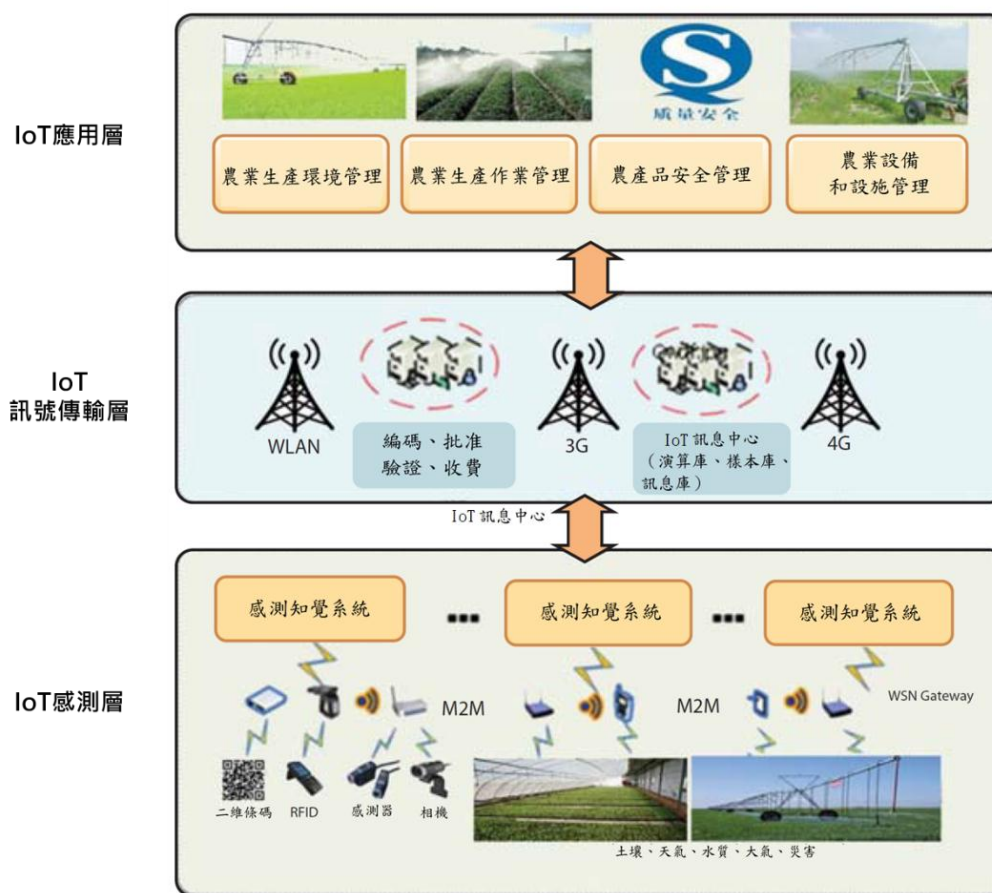 IoT應用層
质量安全
農業生產環境管理
農業生產作業管理
農產品安全管理
農業設備
和設施管理
IoT
訊號傳輸層
WLAN
編碼、批准
驗證、收費
3G
IoT訊息中心
（演算庫、樣本庫、
訊息庫）
4G
IoT訊息中心
IoT感測層
感測知覺系統
感測知覺系統
感測知覺系統
M2M
M2M
WSN Gateway
二維條碼
RFID
感測器
相機
土壤、天氣、水質、大氣、災害